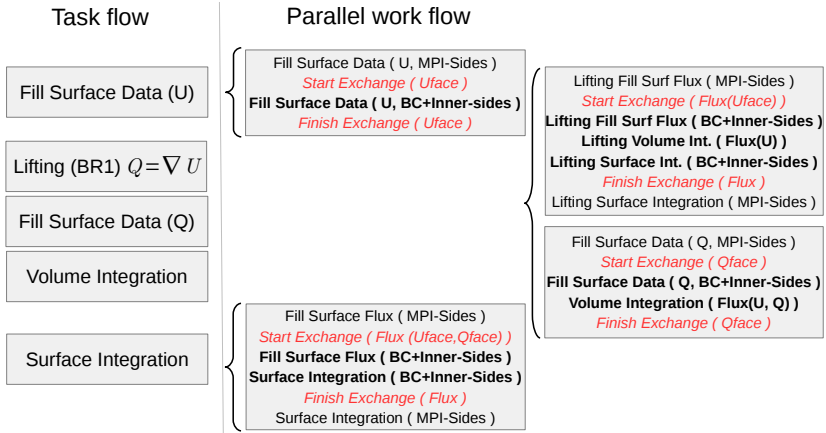 Task flow
Parallel work flow
Fill Surface Data (U)
Lifting (BR1) Q=∇ U
Fill Surface Data (Q)
Volume Integration
Surface Integration
Fill Surface Data ( U, MPI-Sides)
Start Exchange ( Uface )
Fill Surface Data ( U, BC+Inner-sides )
Finish Exchange ( Uface )
Lifting Fill Surf Flux ( MPI-Sides)
Start Exchange ( Flux(Uface) )
Lifting Fill Surf Flux ( BC+Inner-Sides )
Lifting Volume Int. ( Flux(U) )
Lifting Surface Int. ( BC+Inner-Sides )
Finish Exchange ( Flux )
Lifting Surface Integration ( MPI-Sides )
Fill Surface Data ( Q, MPI-Sides )
Start Exchange ( Qface )
Fill Surface Data ( Q, BC+Inner-Sides )
Volume Integration ( Flux(U, Q) )
Finish Exchange ( Qface )
Fill Surface Flux ( MPI-Sides )
Start Exchange ( Flux (Uface,Qface) )
Fill Surface Flux ( BC+Inner-Sides )
Surface Integration ( BC+Inner-Sides )
Finish Exchange ( Flux )
Surface Integration ( MPI-Sides )